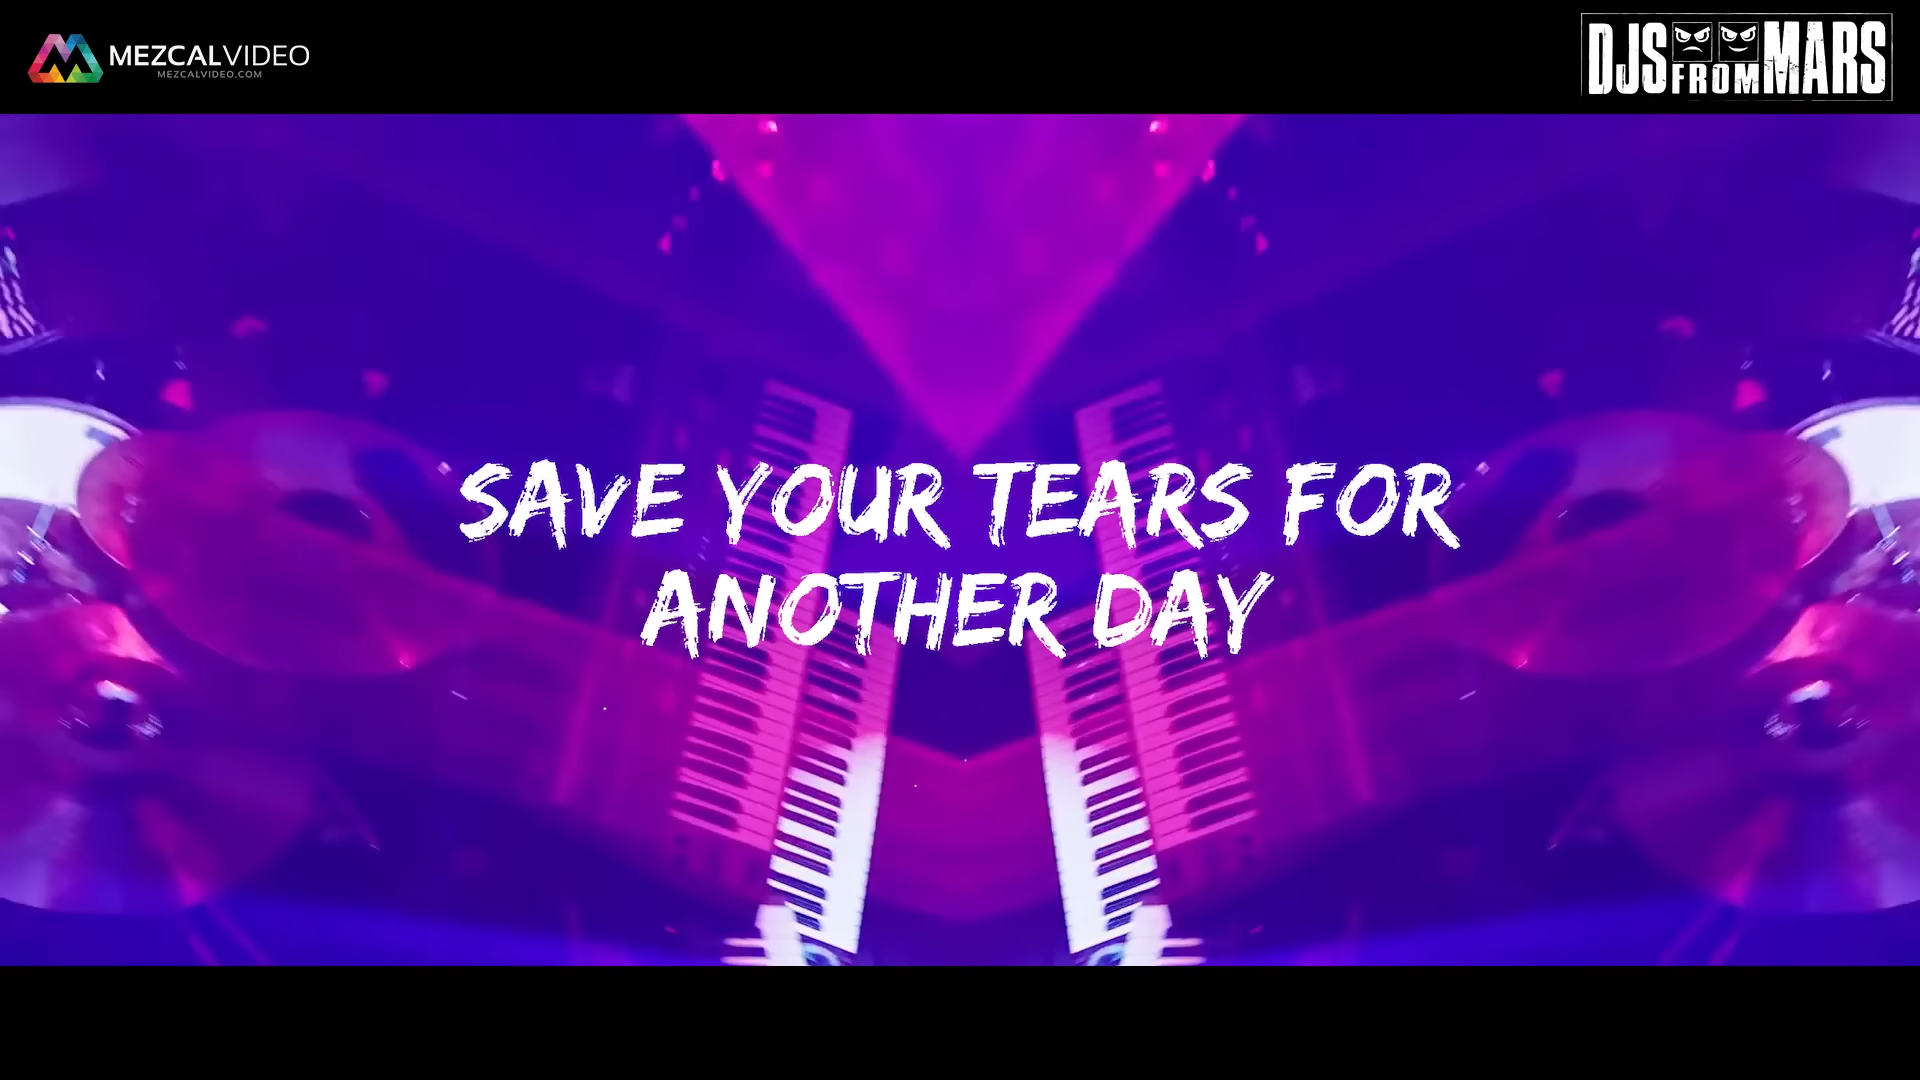 MEZCALVIDEO
MEZCALVIDEO.COM
DJS FROM MARS
SAVE YOUR TEARS FOR
ANOTHER DAY